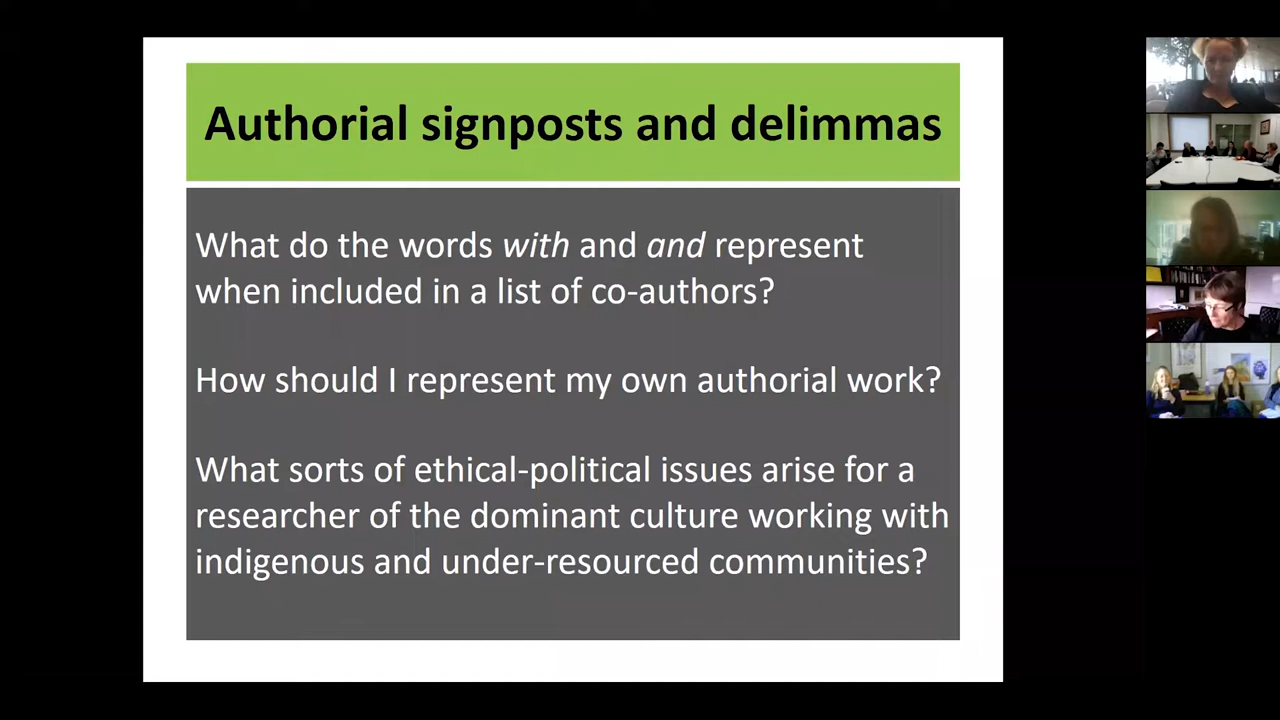 Authorial signposts and delimmas
What do the words with and and represent
when included in a list of co-authors?
How should I represent my own authorial work?
What sorts of ethical-political issues arise for a
researcher of the dominant culture working with
indigenous and under-resourced communities?